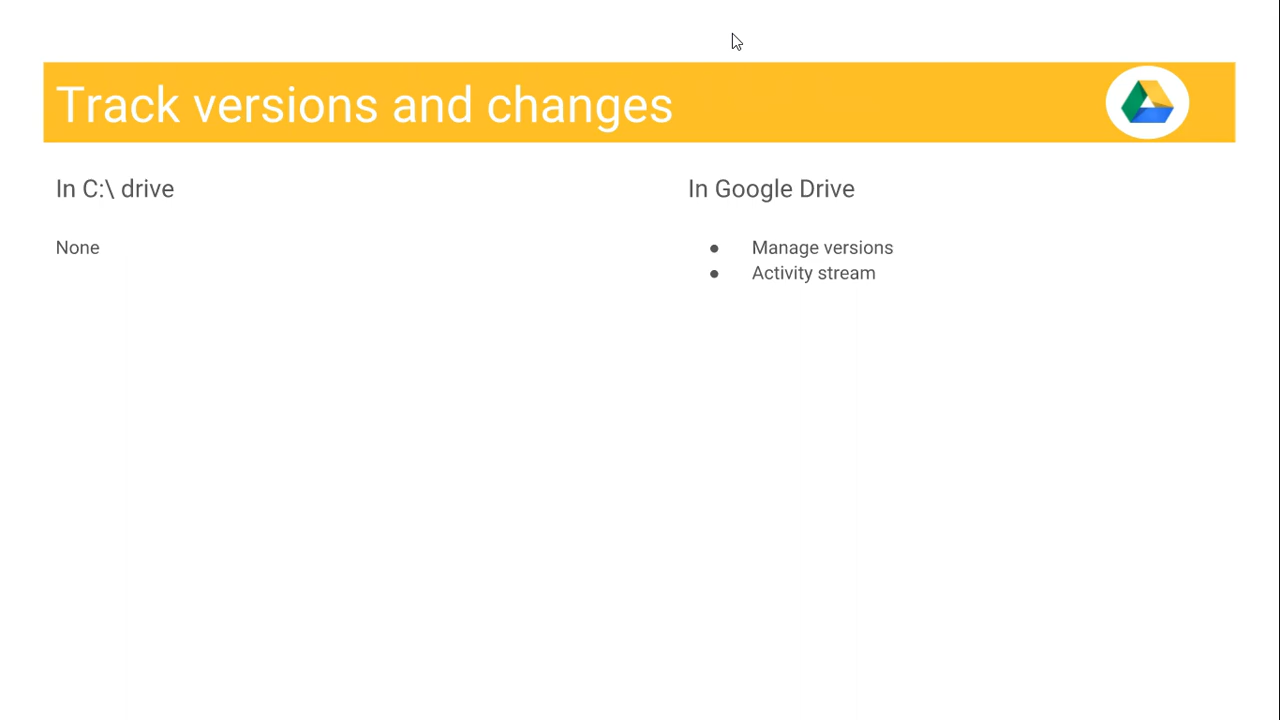 Track versions and changes
In C:\ drive
None
In Google Drive
● Manage versions
● Activity stream